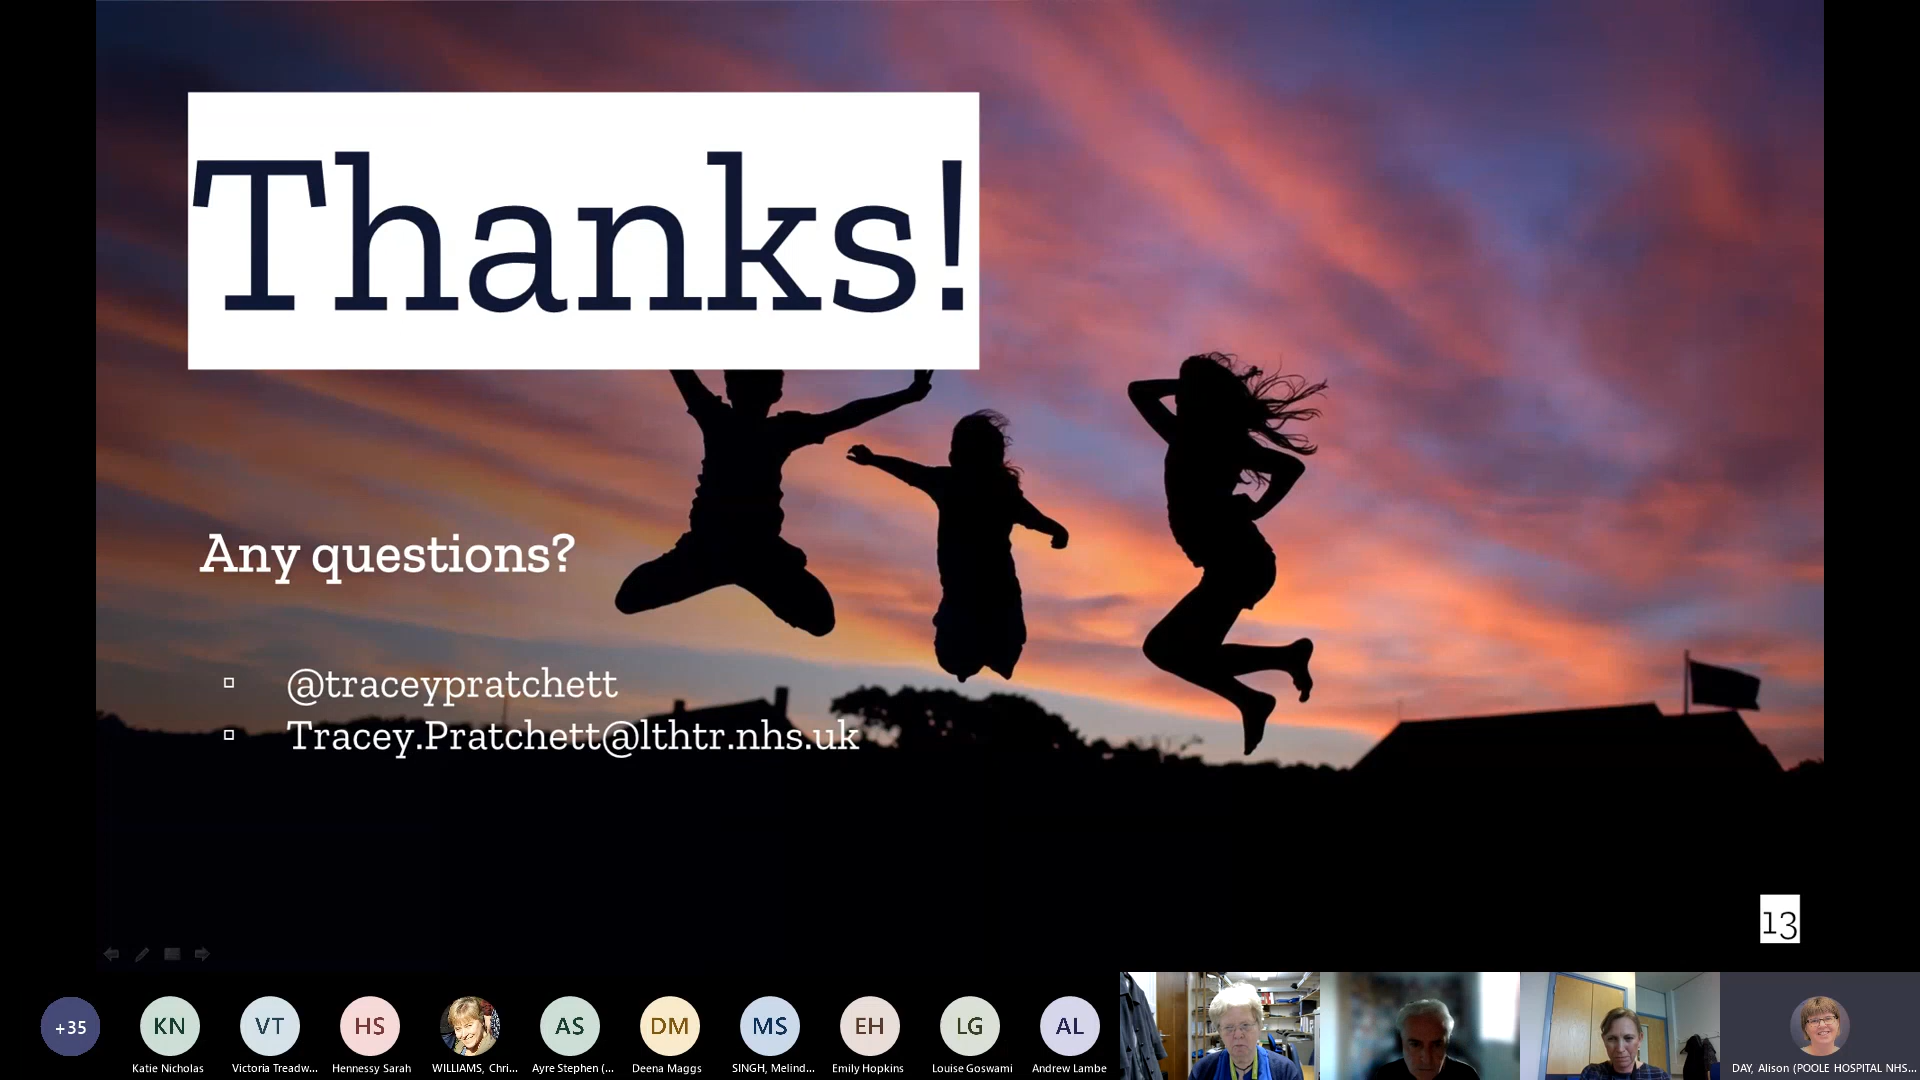 Thanks!
Any questions?
@traceypratchett
Tracey.Pratchett@lthtr.nhs.uk
13
+35
KN
VT
HS
AS
DM
MS
EH
LG
AL
Katie Nicholas
Victoria Treadw...
Hennessy Sarah
WILLIAMS, Chri...
Ayre Stephen (...
Deena Maggs
SINGH, Melind...
Emily Hopkins
Louise Goswami
Andrew Lambe
DAY, Alison (POOLE HOSPITAL NHS...